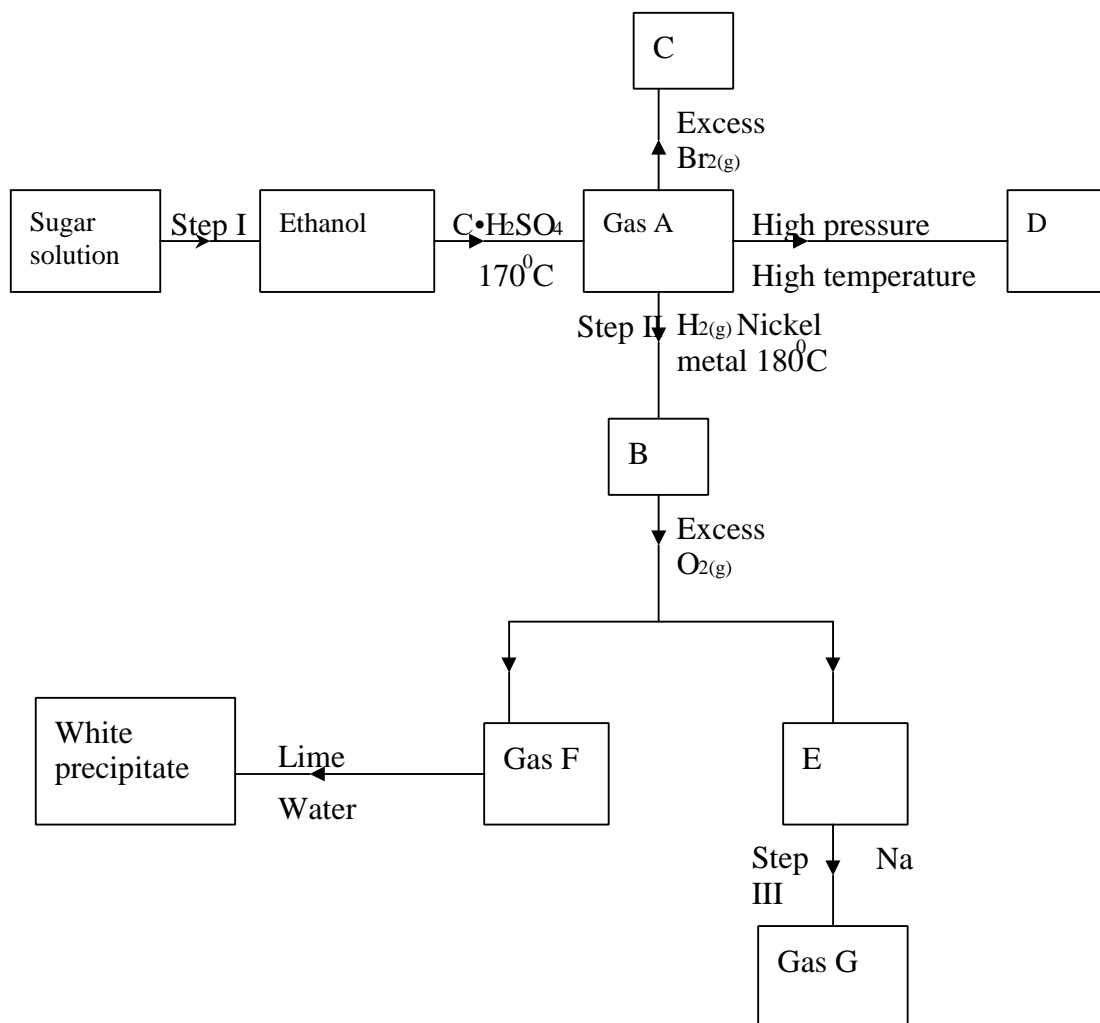 C
Excess
Br2(g)
Sugar
solution
Step I
Ethanol
C•H2SO4
170⁰C
Gas A
High pressure
High temperature
D
Step II
H2(g) Nickel
metal 180⁰C
B
Excess
O2(g)
White
precipitate
Lime
Water
Gas F
E
Step
III
Na
Gas G